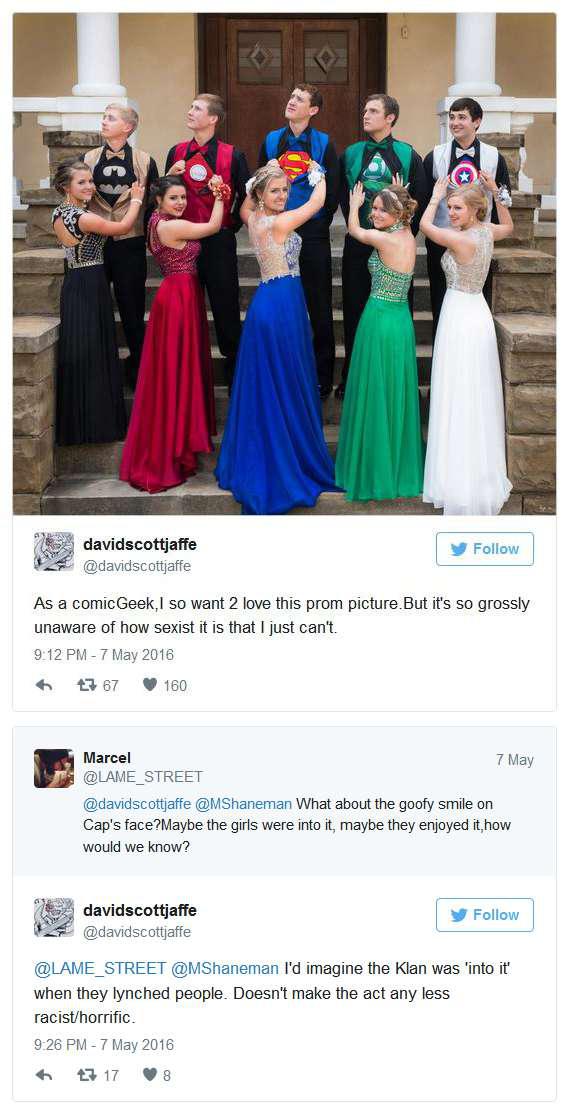 davidscottjaffe
Follow
@davidscottjaffe
As a comicGeek,I so want 2 love this prom picture.But it's so grossly
unaware of how sexist it is that I just can't.
9:12 PM - 7 May 2016
67 160
Marcel
7 May
@LAME_STREET
@davidscottjaffe @MShaneman What about the goofy smile on
Cap's face?Maybe the girls were into it, maybe they enjoyed it,how
would we know?
davidscottjaffe
Follow
@davidscottjaffe
@LAME_STREET @MShaneman I'd imagine the Klan was 'into it'
when they lynched people. Doesn't make the act any less
racist/horrific.
9:26 PM - 7 May 2016
17 8